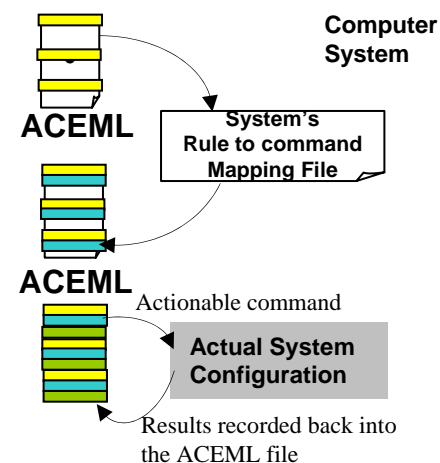 Computer
System
ACEML
System's
Rule to command
Mapping File
ACEML
Actionable command
Actual System
Configuration
Results recorded back into
the ACEML file